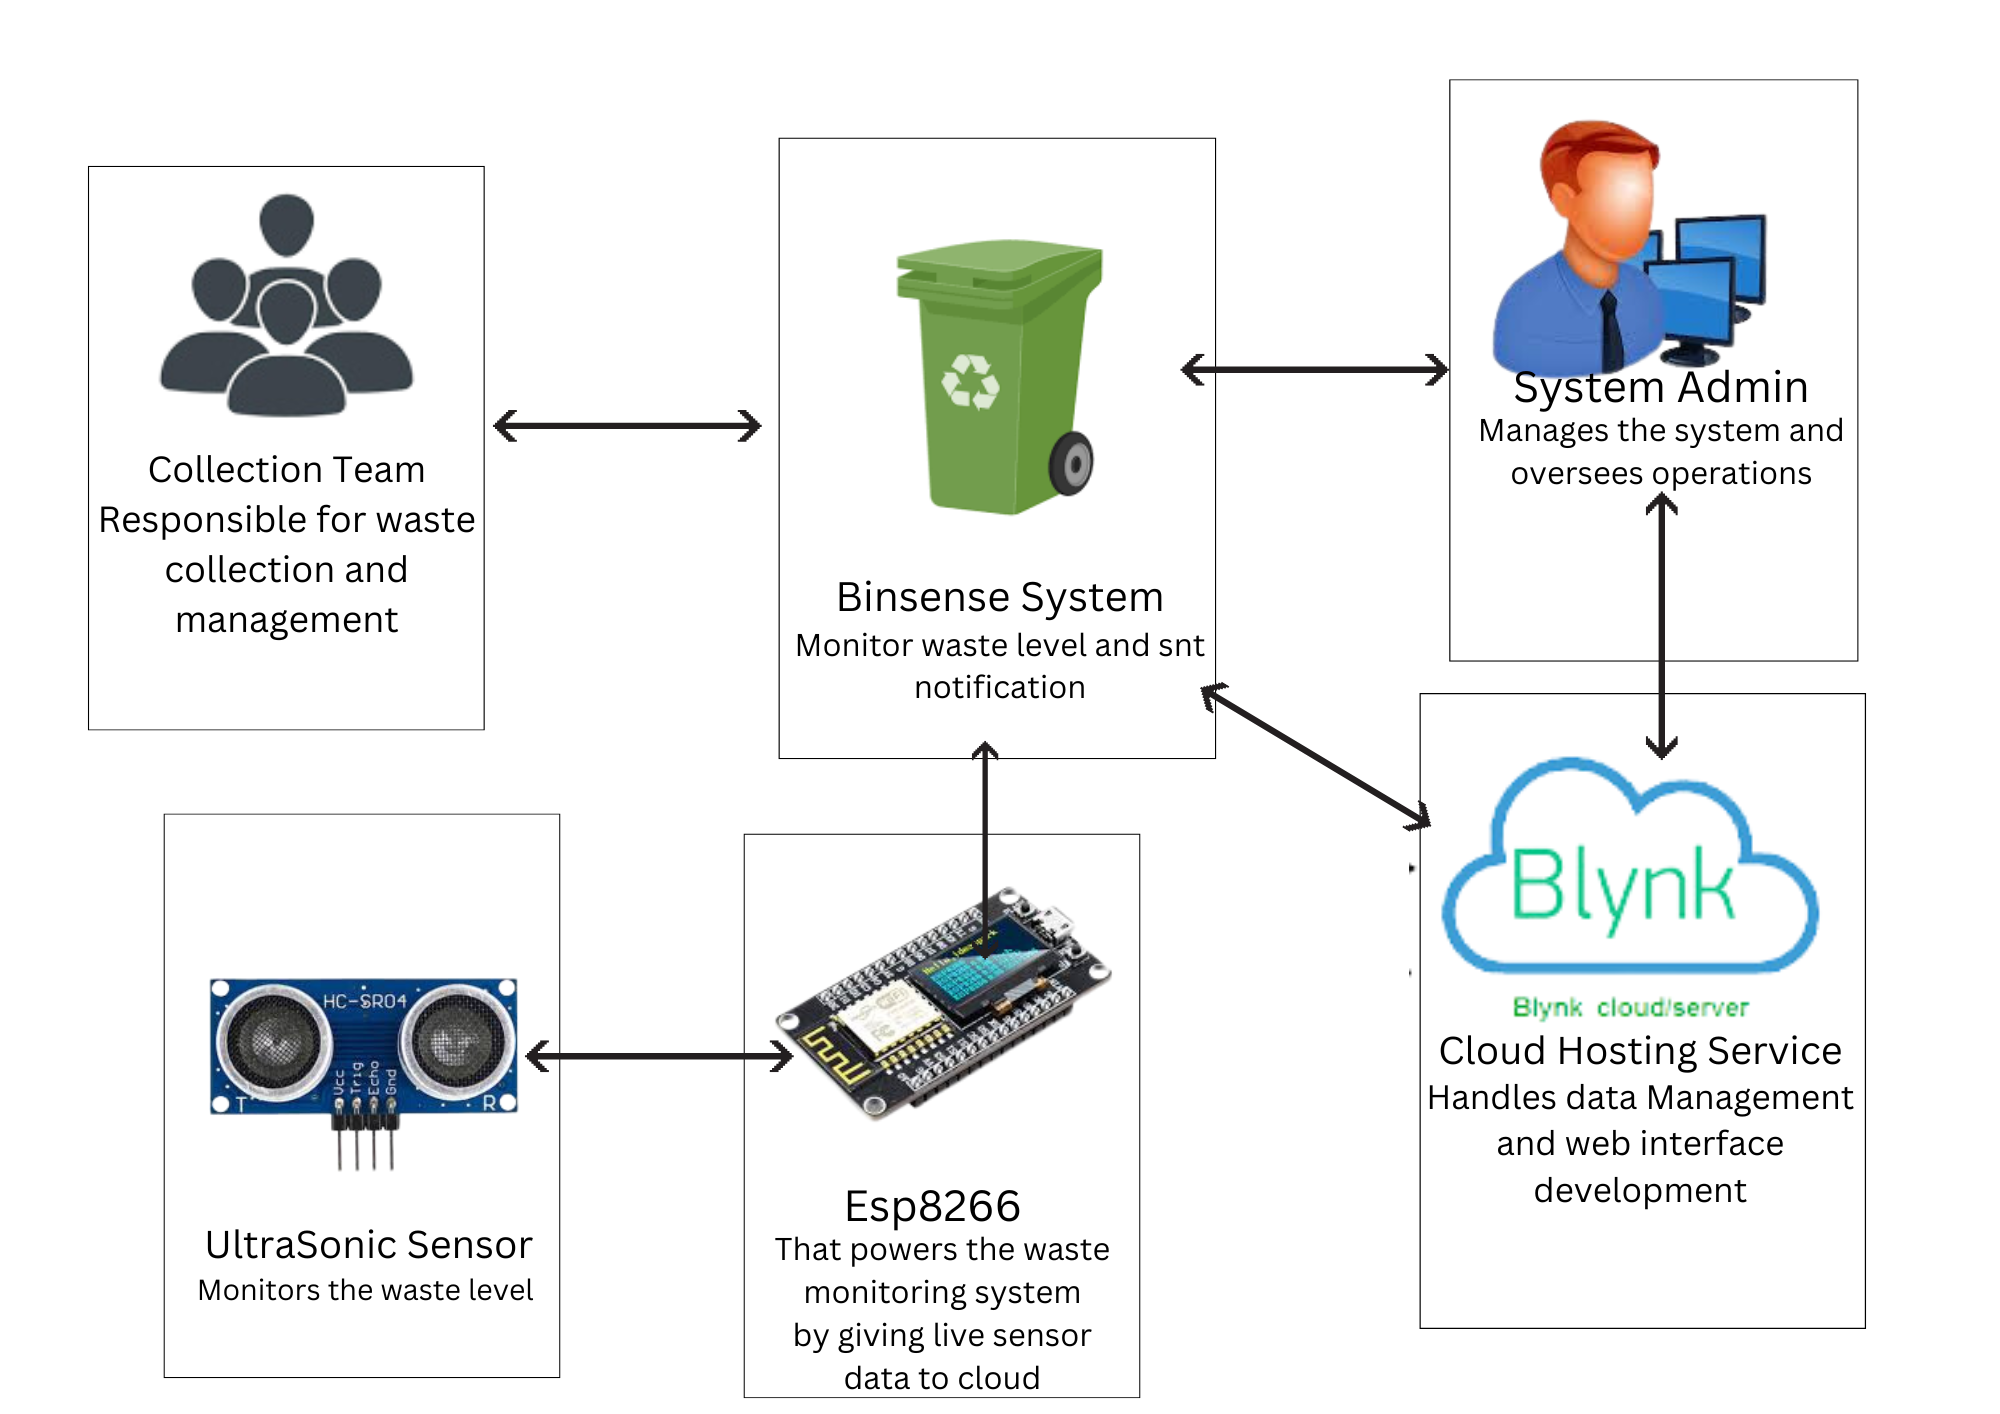 Collection Team
Responsible for waste
collection and
management
Binsense System
Monitor waste level and snt
notification
System Admin
Manages the system and
oversees operations
HC-SR04
Vcc
Trig
Echo
Gnd
T
R
UltraSonic Sensor
Monitors the waste level
Esp8266
That powers the waste
monitoring system
by giving live sensor
data to cloud
Blynk
Blynk cloud/server
Cloud Hosting Service
Handles data Management
and web interface
development